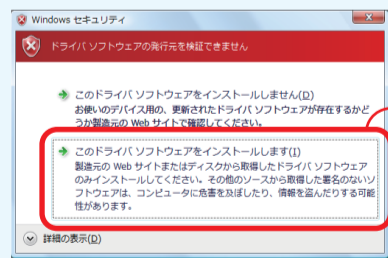 Windows セキュリティ
ドライバ ソフトウェアの発行元を検証できません
このドライバ ソフトウェアをインストールしません(D)
お使いのデバイス用の、更新されたドライバ ソフトウェアが存在するかど
うか製造元の Web サイトで確認してください。
このドライバ ソフトウェアをインストールします(I)
製造元の Web サイトまたはディスクから取得したドライバ ソフトウェア
のみインストールしてください。その他のソースから取得した署名のないソ
フトウェアは、コンピュータに危害を及ぼしたり、情報を盗んだりする可能
性があります。
詳細の表示(D)